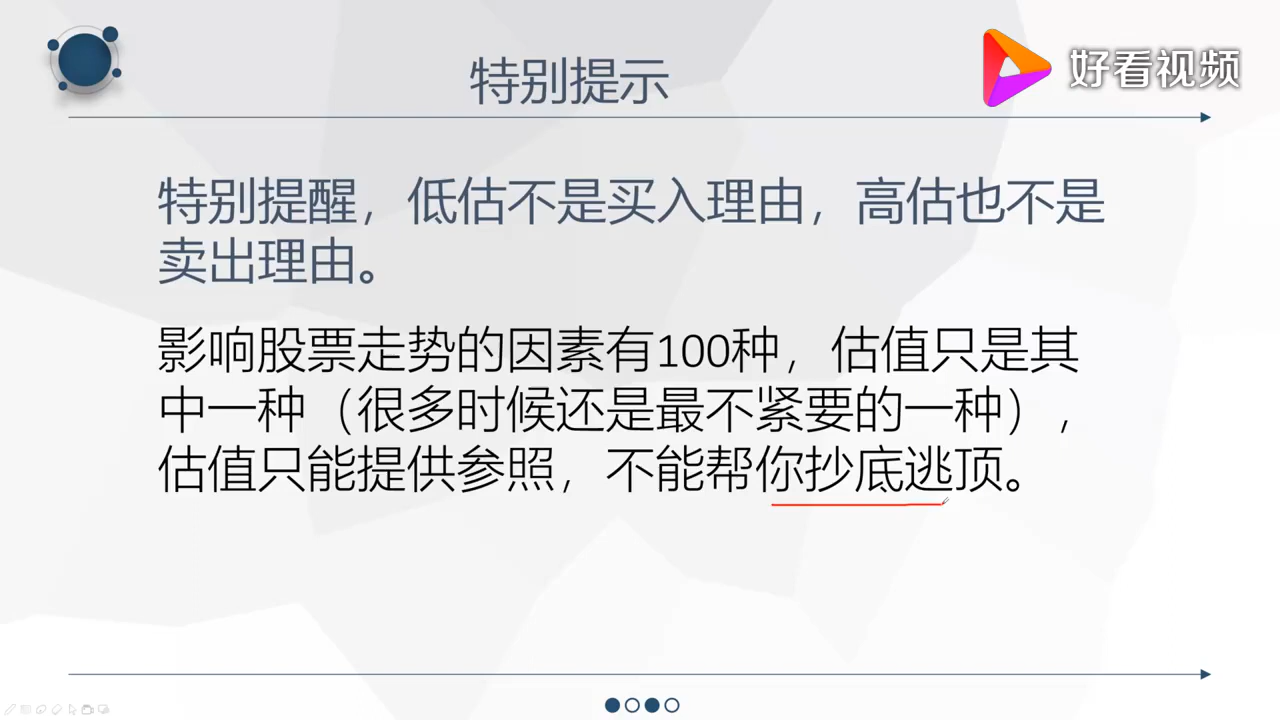 特别提示
好看视频
特别提醒，低估不是买入理由，高估也不是
卖出理由。
影响股票走势的因素有100种，估值只是其
中一种（很多时候还是最不紧要的一种），
估值只能提供参照，不能帮你抄底逃顶。